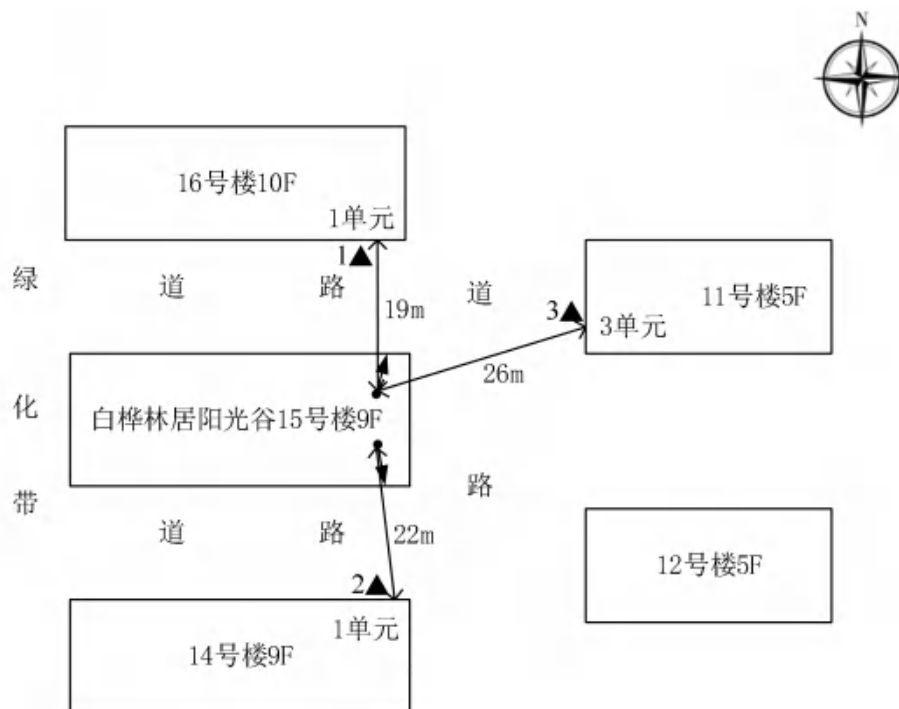 N
16号楼10F
1单元
1
绿
道
路
道
19m
3
11号楼5F
3单元
26m
化
白桦林居阳光谷15号楼9F
带
路
道
路
22m
12号楼5F
2
1单元
14号楼9F